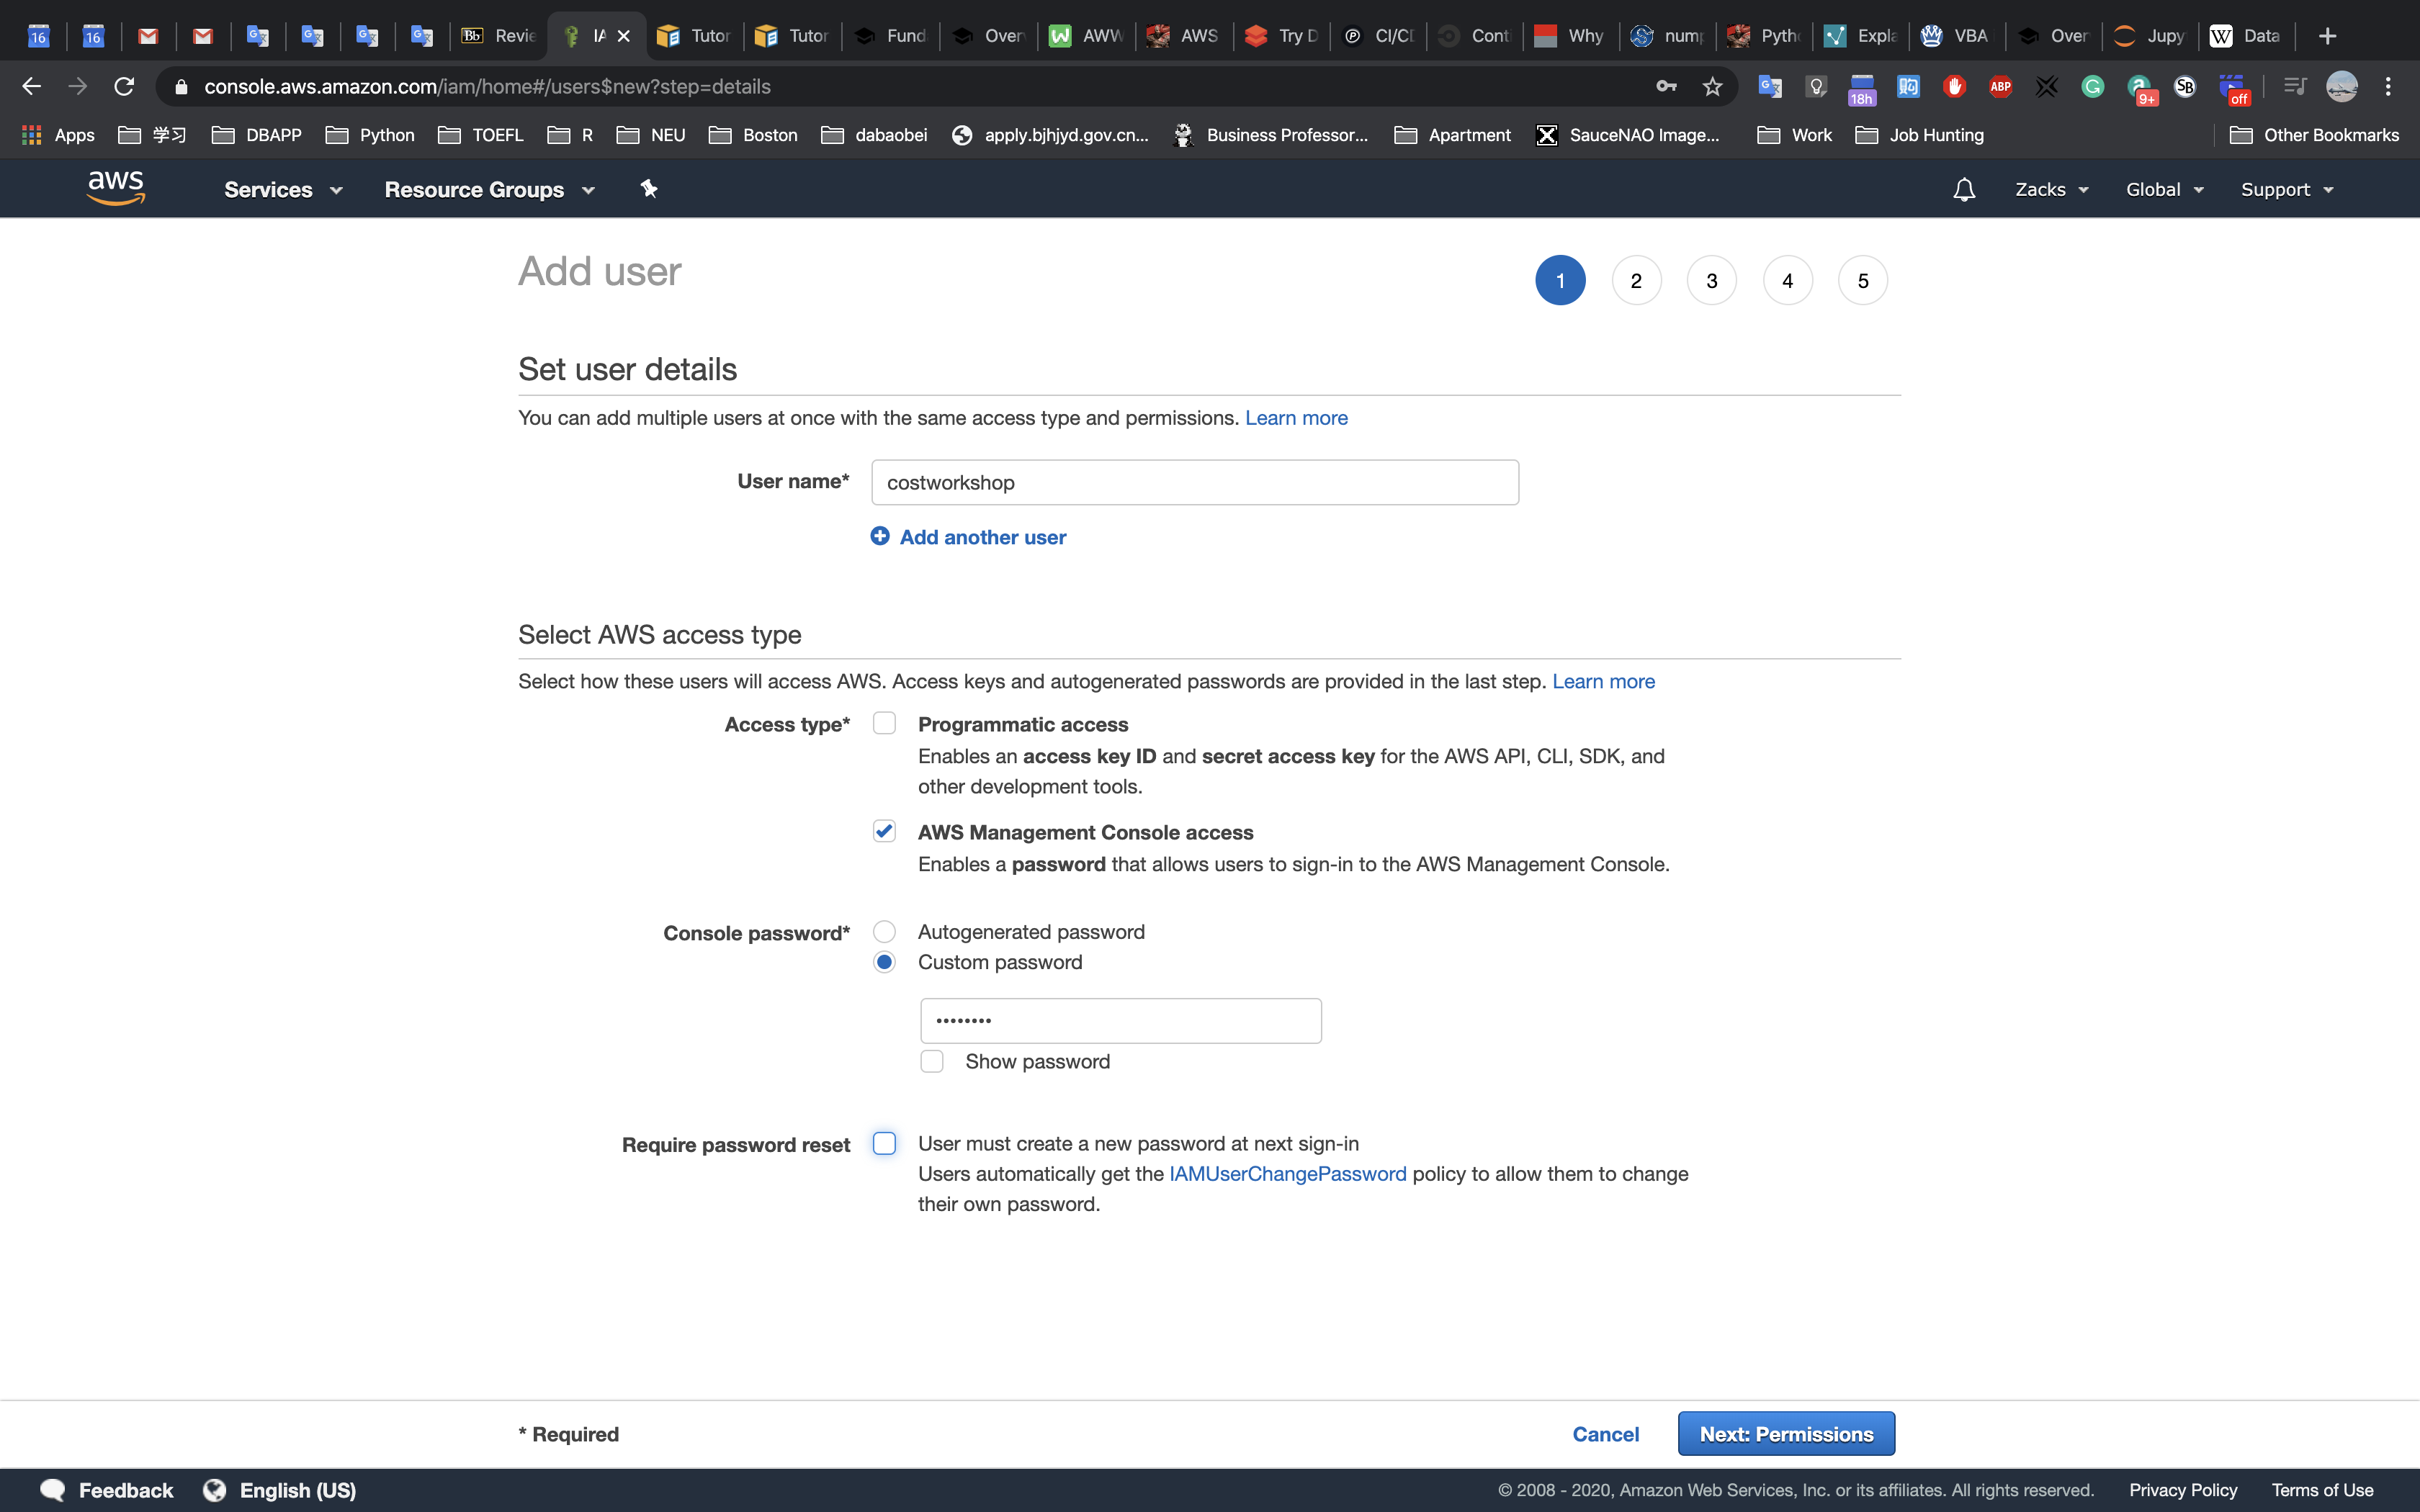 16
16
Bb Revie
IA
Tutor
Tutor
Fund
Over
AWW
AWS
Try D
CI/CD
Conti
Why
nump
Pytho
Expla
VBA
Over
Jupy
W Data
console.aws.amazon.com/iam/home#/users$new?step=details
18h
ABP
9+
SB
off
Apps
学习
DBAPP
Python
TOEFL
R
NEU
Boston
dabaobei
apply.bjhjyd.gov.cn...
Business Professor...
Apartment
SauceNAO Image...
Work
Job Hunting
Other Bookmarks
aws
Services
Resource Groups
Zacks
Global
Support
Add user
1
2
3
4
5
Set user details
You can add multiple users at once with the same access type and permissions. Learn more
User name*
costworkshop
Add another user
Select AWS access type
Select how these users will access AWS. Access keys and autogenerated passwords are provided in the last step. Learn more
Access type*
Programmatic access
Enables an access key ID and secret access key for the AWS API, CLI, SDK, and
other development tools.
AWS Management Console access
Enables a password that allows users to sign-in to the AWS Management Console.
Console password*
Autogenerated password
Custom password
••••••••
Show password
Require password reset
User must create a new password at next sign-in
Users automatically get the IAMUserChangePassword policy to allow them to change
their own password.
* Required
Cancel
Next: Permissions
Feedback
English (US)
© 2008 - 2020, Amazon Web Services, Inc. or its affiliates. All rights reserved.
Privacy Policy
Terms of Use